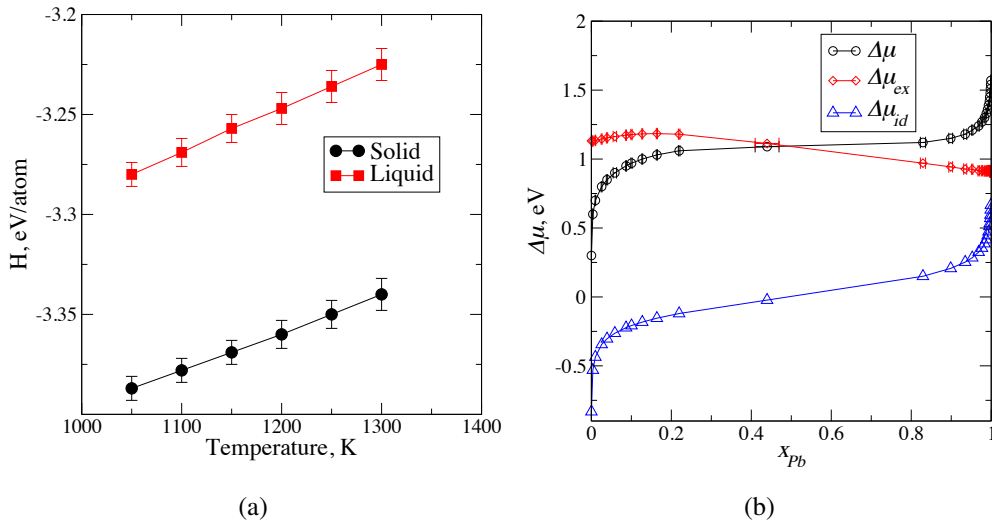 -3.2
-3.25
-3.3
-3.35
H, eV/atom
Solid
Liquid
1000 1100 1200 1300 1400
Temperature, K
(a)
2
1.5
1
0.5
0
-0.5
Δμ, eV
Δμ
Δμex
Δμid
0 0.2 0.4 0.6 0.8 1
xPb
(b)